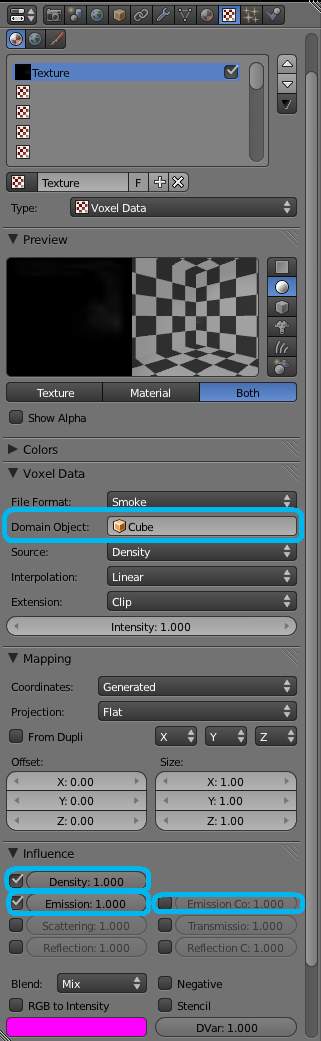 Texture
Texture F
Type: Voxel Data
Preview
Texture Material Both
Show Alpha
Colors
Voxel Data
File Format: Smoke
Domain Object: Cube
Source: Density
Interpolation: Linear
Extension: Clip
Intensity: 1.000
Mapping
Coordinates: Generated
Projection: Flat
From Dupli X Y Z
Offset: Size:
X: 0.00 X: 1.00
Y: 0.00 Y: 1.00
Z: 0.00 Z: 1.00
Influence
Density: 1.000
Emission: 1.000 Emission Co: 1.000
Scattering: 1.000 Transmissio: 1.000
Reflection: 1.000 Reflection C: 1.000
Blend: Mix Negative
RGB to Intensity Stencil
DVar: 1.000